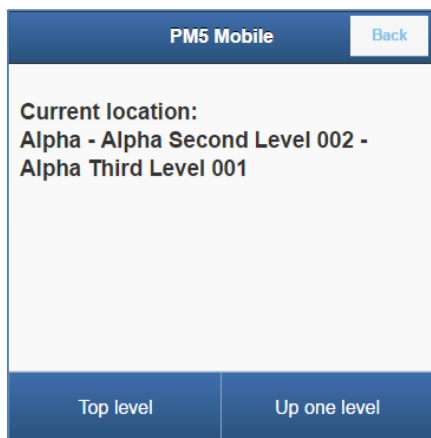 PM5 Mobile
Back
Current location:
Alpha - Alpha Second Level 002 -
Alpha Third Level 001
Top level
Up one level